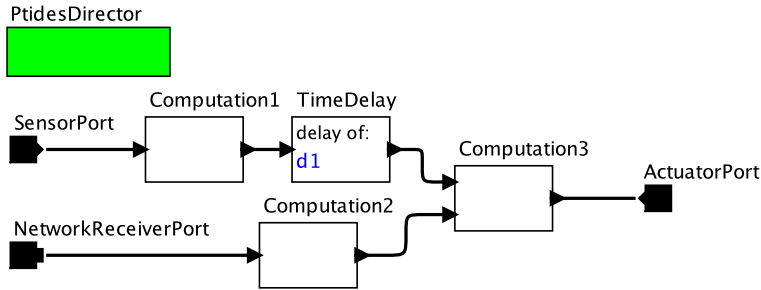 PtidesDirector
Computation1
TimeDelay
SensorPort
delay of:
d1
Computation3
ActuatorPort
Computation2
NetworkReceiverPort